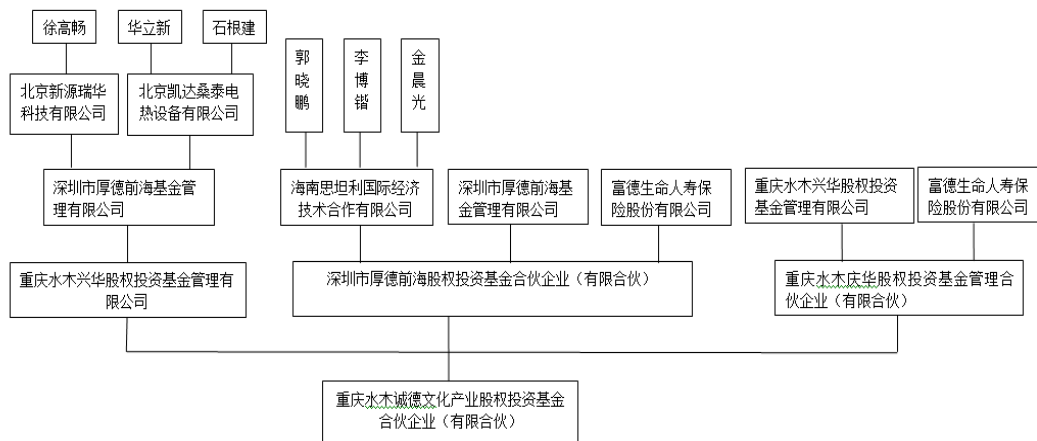 徐高畅
华立新
石根建
郭
晓
鹏
李
博
锴
金
晨
光
北京新源瑞华
科技有限公司
北京凯达桑泰电
热设备有限公司
深圳市厚德前海基金管
理有限公司
海南思坦利国际经济
技术合作有限公司
深圳市厚德前海基
金管理有限公司
富德生命人寿保
险股份有限公司
重庆水木兴华股权投资
基金管理有限公司
富德生命人寿保
险股份有限公司
重庆水木兴华股权投资基金管理有
限公司
深圳市厚德前海股权投资基金合伙企业（有限合伙）
重庆水木庆华股权投资基金管理合
伙企业（有限合伙）
重庆水木诚德文化产业股权投资基金
合伙企业（有限合伙）